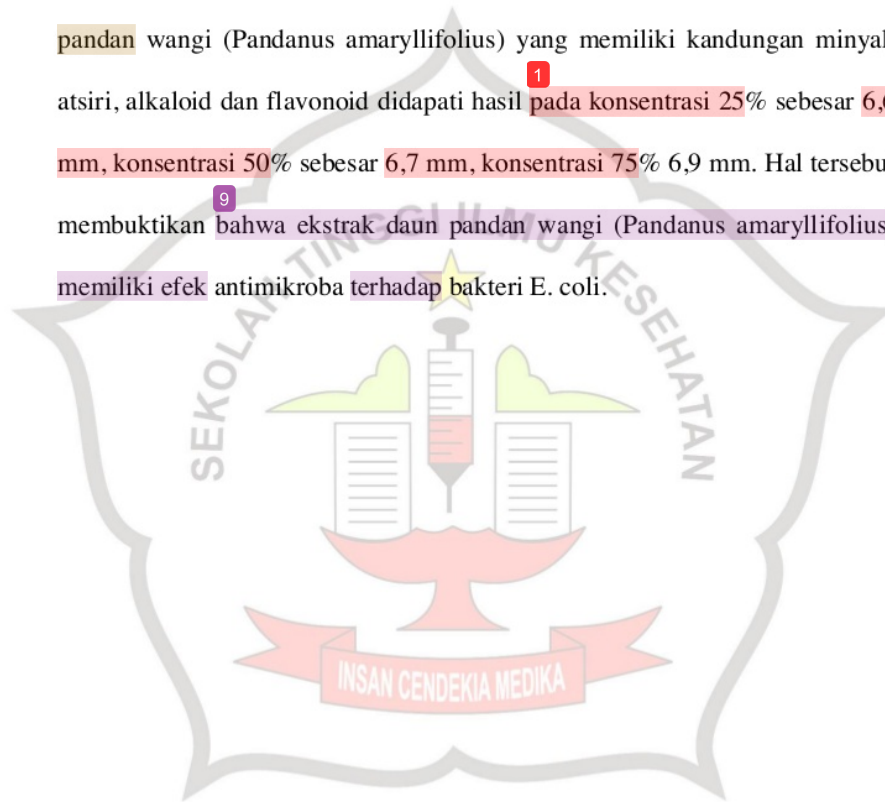 pandan wangi (Pandanus amaryllifolius) yang memiliki kandungan
1
atsiri, alkaloid dan flavonoid didapati hasil pada konsentrasi 25% sebesar
mm, konsentrasi 50% sebesar 6,7 mm, konsentrasi 75% 6,9 mm. Hal
9
membuktikan bahwa ekstrak daun pandan wangi (Pandanus amaryllifolius
memiliki efek antimikroba terhadap bakteri E. coli.
SEKOLAH TINGGI ILMU KESEHATAN
INSAN CENDEKIA MEDIKA